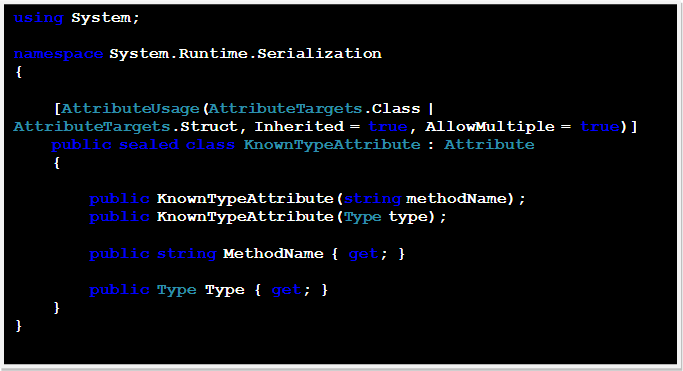 using System;
namespace System.Runtime.Serialization
{
[AttributeUsage(AttributeTargets.Class |
AttributeTargets.Struct, Inherited = true, AllowMultiple = true)]
public sealed class KnownTypeAttribute : Attribute
{
public KnownTypeAttribute(string methodName);
public KnownTypeAttribute(Type type);
public string MethodName { get; }
public Type Type { get; }
}
}